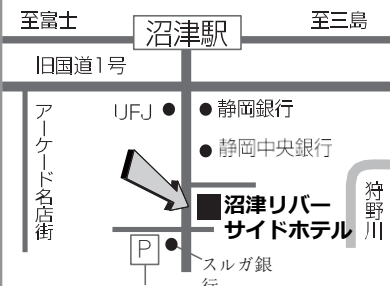 至富士
沼津駅
至三島
旧国道1号
アーケード名店街
UFJ
静岡銀行
静岡中央銀行
沼津リバー
サイドホテル
狩野川
P
スルガ銀
行